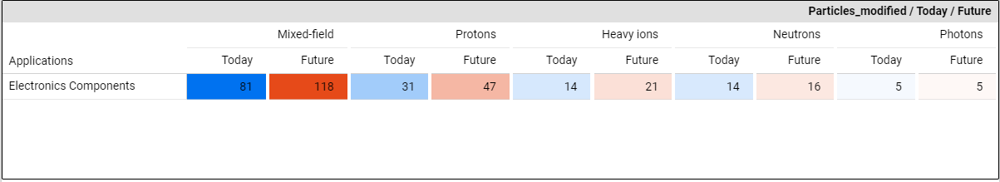 Particles_modified / Today / Future
Mixed-field Protons Heavy ions Neutrons Photons
Applications Today Future Today Future Today Future Today Future Today Future
Electronics Components 81 118 31 47 14 21 14 16 5 5